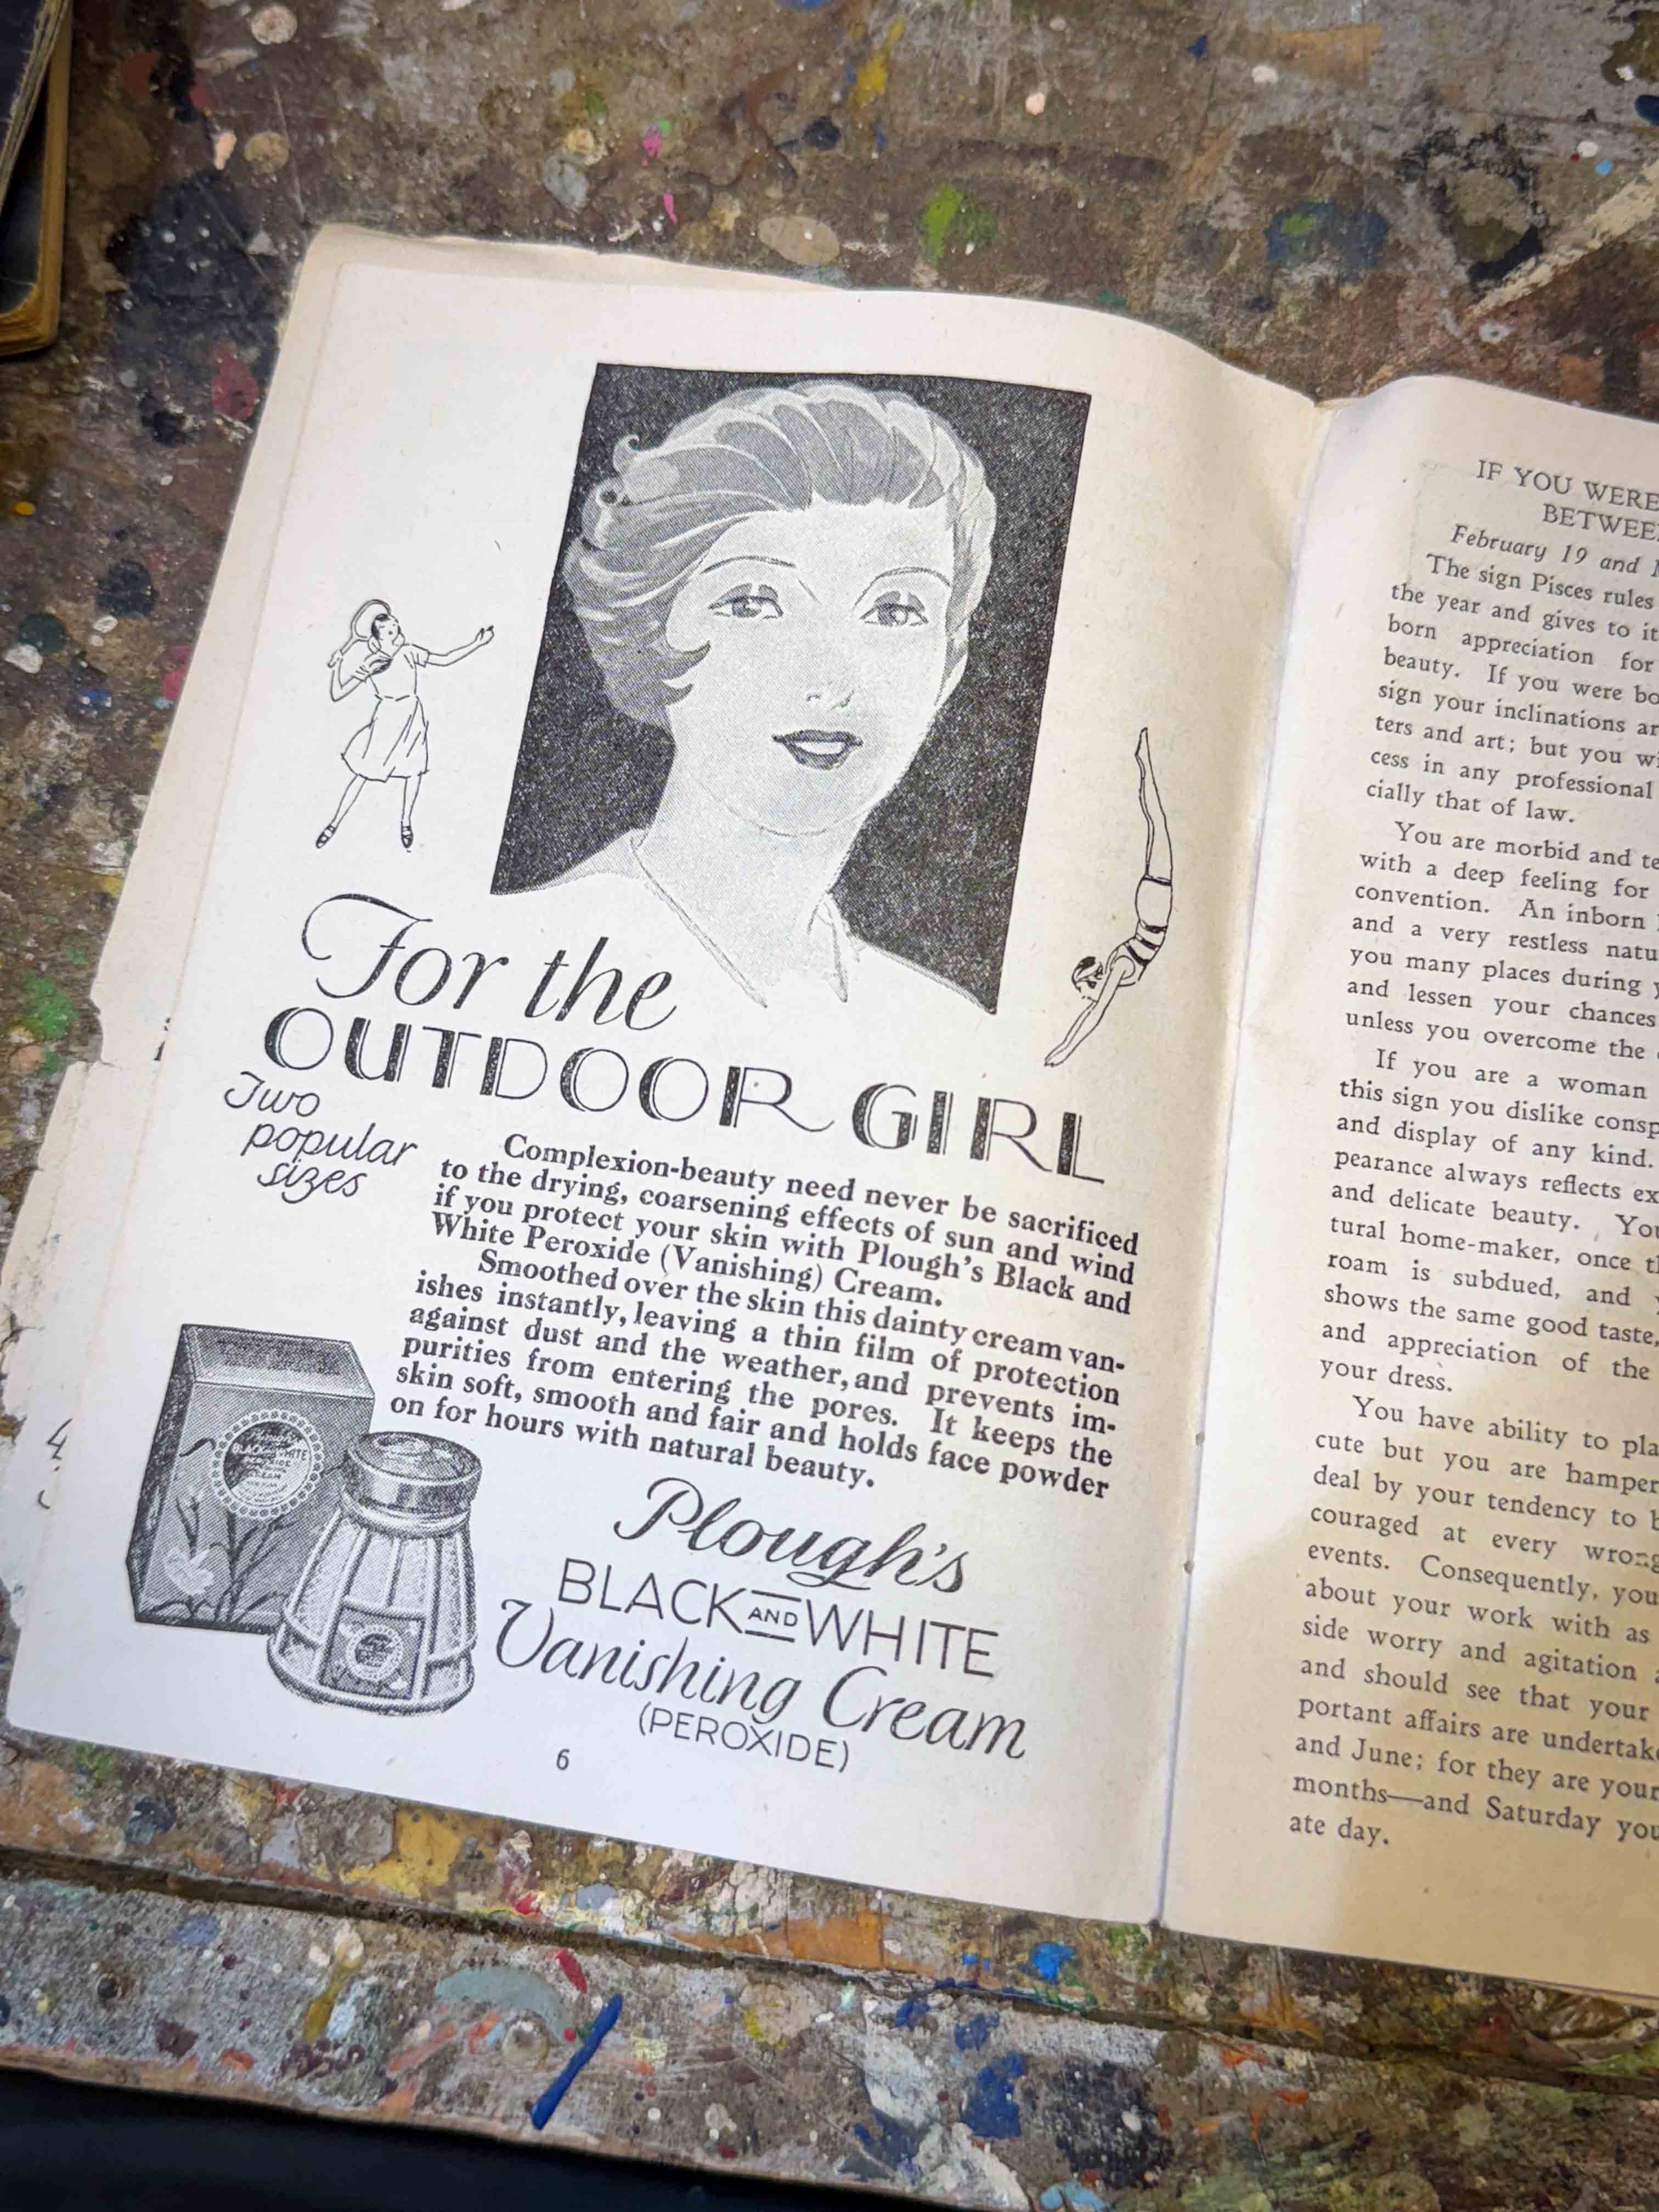 For the
OUTDOOR GIRL
Two
popular
sizes
Complexion-beauty need never be sacrificed
to the drying, coarsening effects of sun and wind
if you protect your skin with Plough's Black and
White Peroxide (Vanishing) Cream.
Smoothed over the skin this dainty cream van-
ishes instantly, leaving a thin film of protection
against dust and the weather, and prevents im-
purities from entering the pores. It keeps the
skin soft, smooth and fair and holds face powder
on for hours with natural beauty.
BLACK AND WHITE
Plough's
BLACK AND WHITE
Vanishing Cream
(PEROXIDE)
6
IF YOU WERE
BETWEE
February 19 and
The sign Pisces rules
the year and gives to it
born appreciation for
beauty. If you were bo
sign your inclinations ar
ters and art; but you wi
cess in any professional
cially that of law.
You are morbid and te
with a deep feeling for
convention. An inborn
and a very restless natu
you many places during y
and lessen your chances
unless you overcome the
If you are a woman
this sign you dislike consp
and display of any kind.
pearance always reflects ex
and delicate beauty. You
tural home-maker, once th
roam is subdued, and y
shows the same good taste,
and appreciation of the
your dress.
You have ability to pla
cute but you are hamper
deal by your tendency to b
couraged at every wrong
events. Consequently, you
about your work with as
side worry and agitation a
and should see that your
portant affairs are undertake
and June; for they are your
months—and Saturday you
ate day.